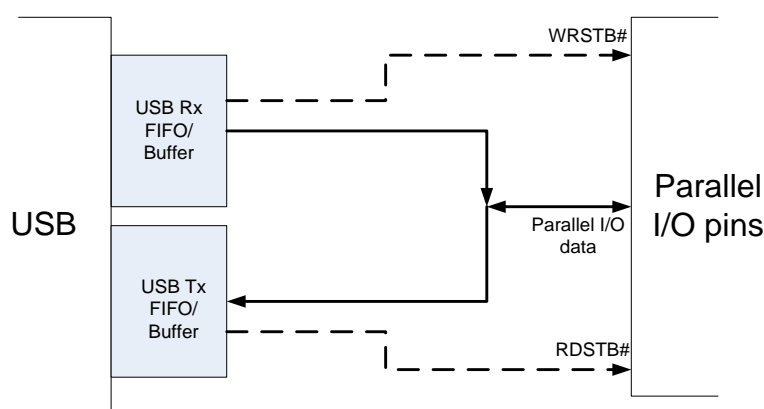 WRSTB#
USB Rx
FIFO/
Buffer
USB
Parallel
I/O pins
Parallel I/O
data
USB Tx
FIFO/
Buffer
RDSTB#